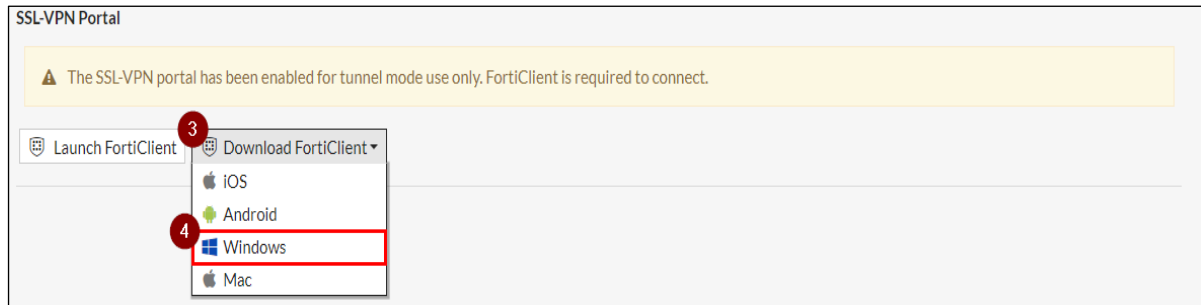 SSL-VPN Portal
The SSL-VPN portal has been enabled for tunnel mode use only. FortiClient is required to connect.
3
Launch FortiClient Download FortiClient
iOS
Android
4
Windows
Mac